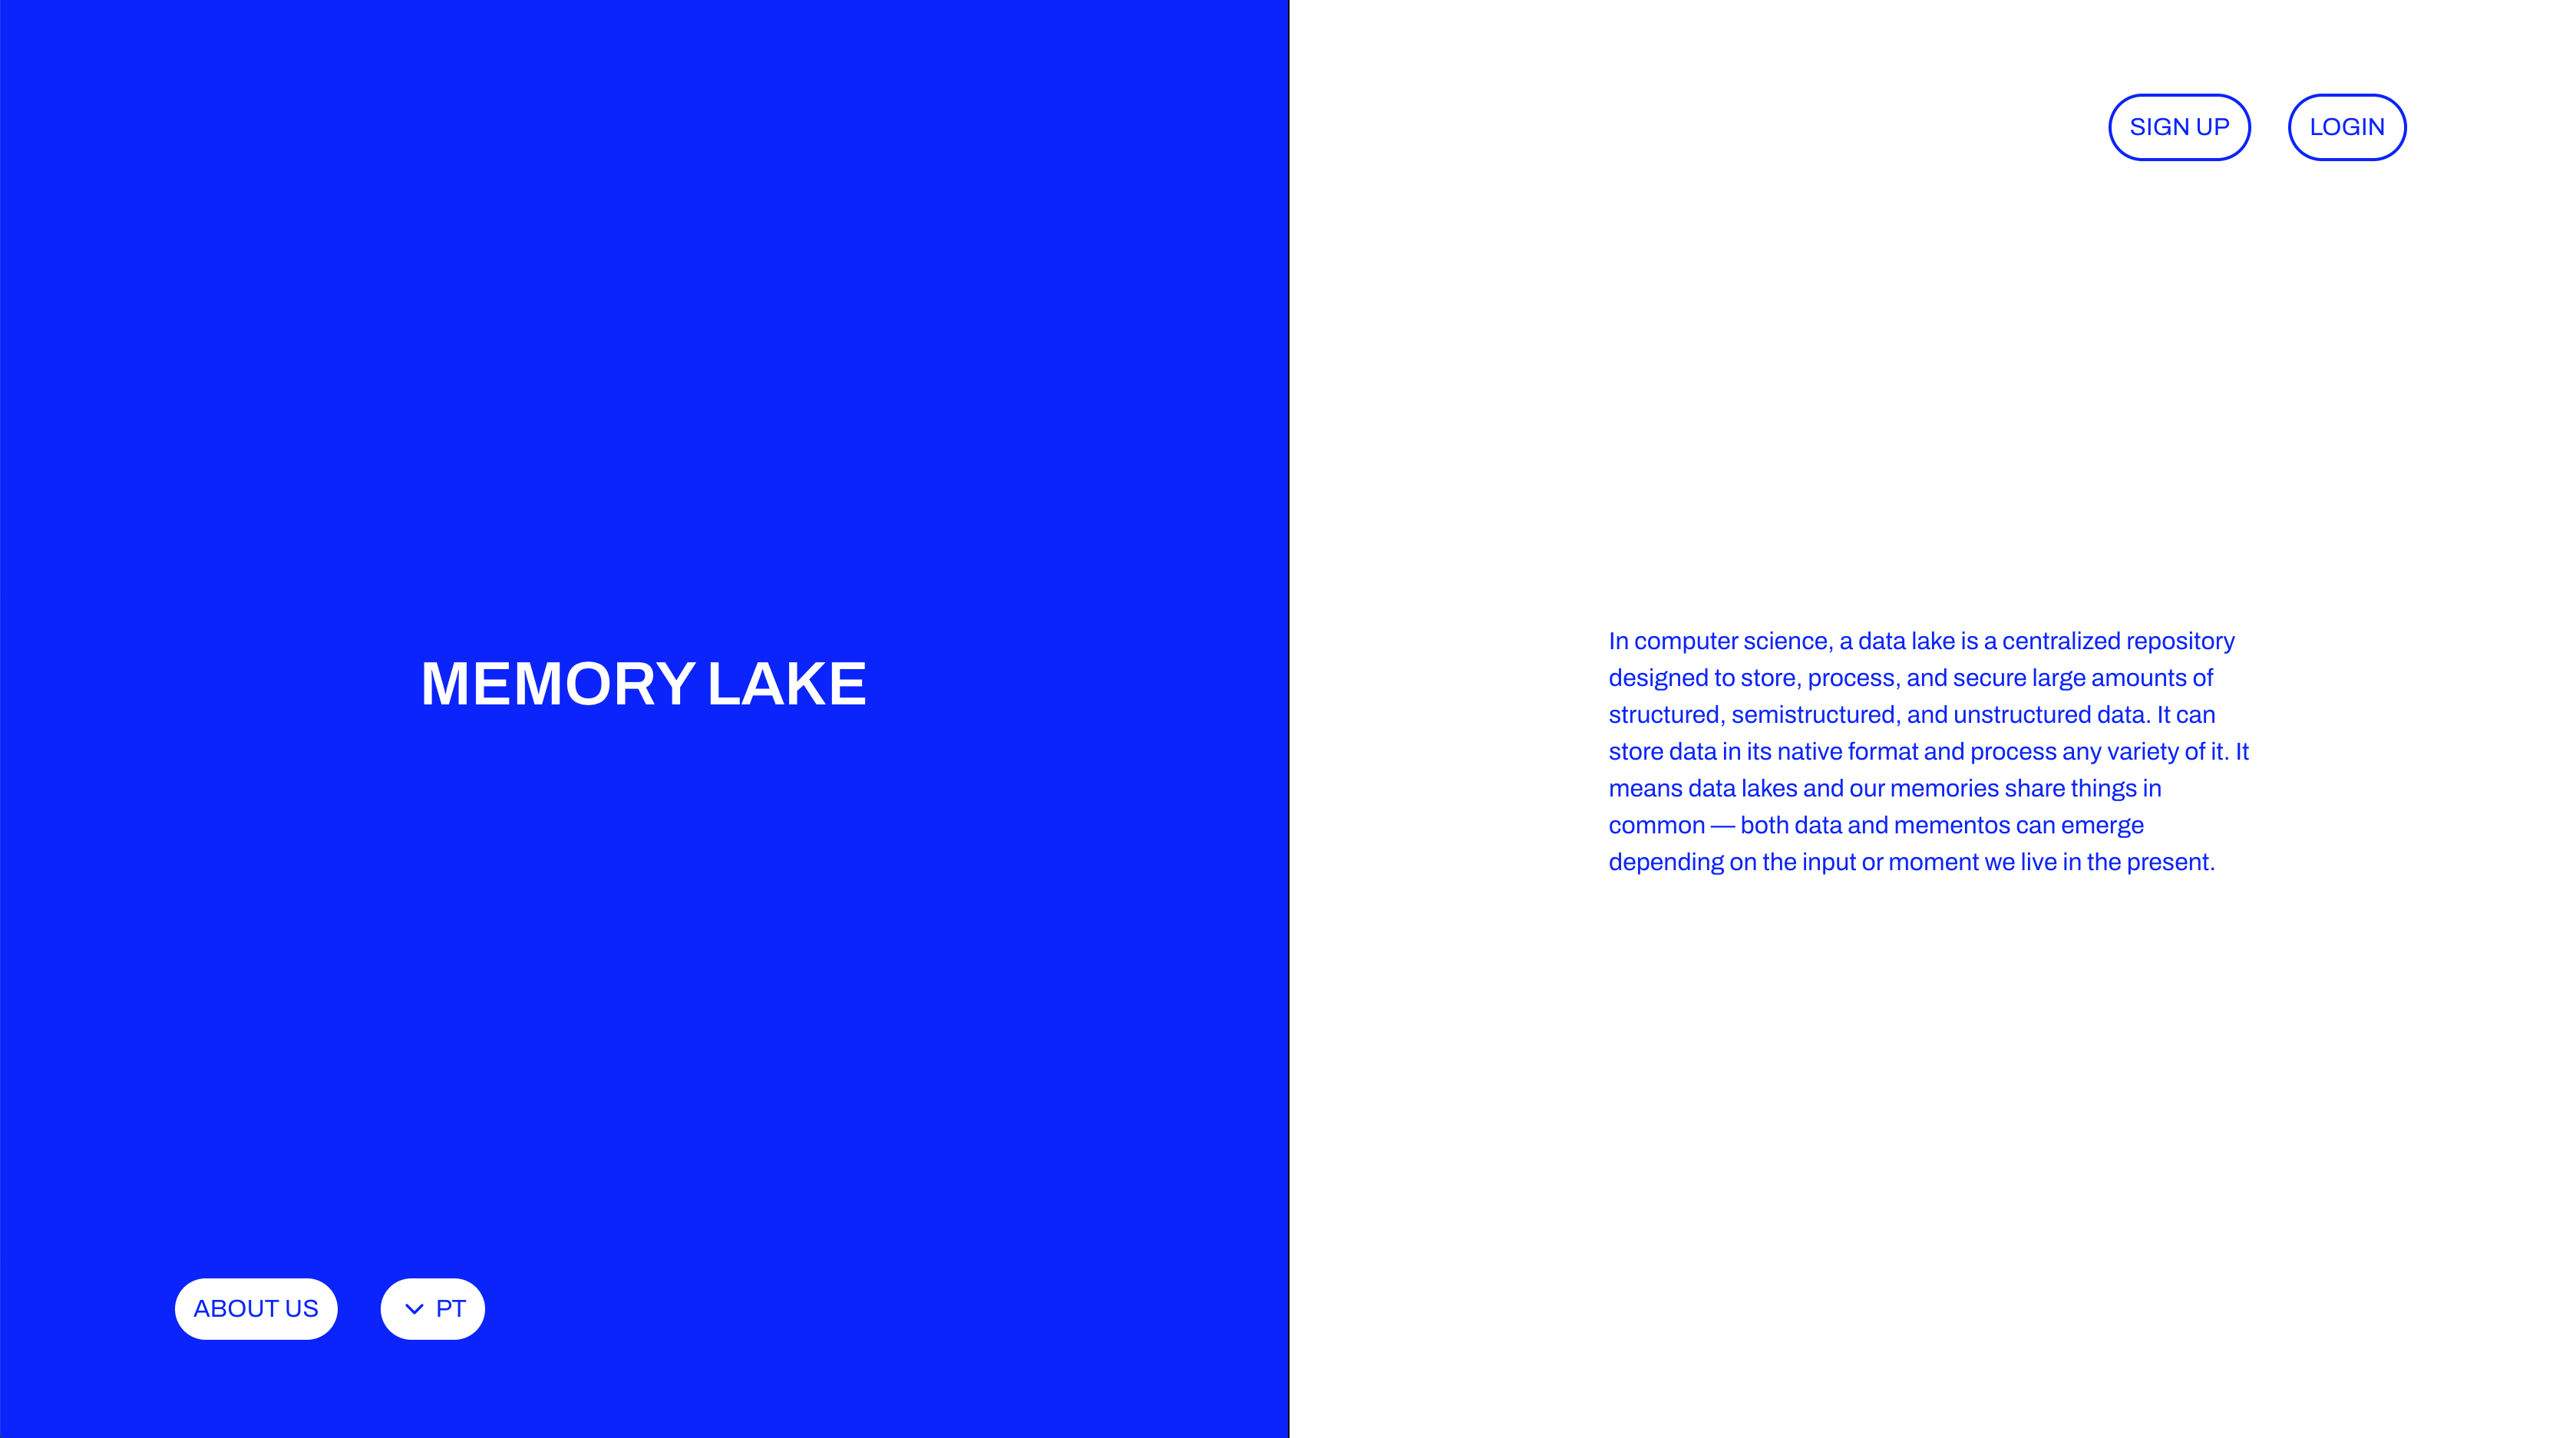 MEMORY LAKE
ABOUT US
PT
SIGN UP
LOGIN
In computer science, a data lake is a centralized repository
designed to store, process, and secure large amounts of
structured, semistructured, and unstructured data. It can
store data in its native format and process any variety of it. It
means data lakes and our memories share things in
common — both data and mementos can emerge
depending on the input or moment we live in the present.